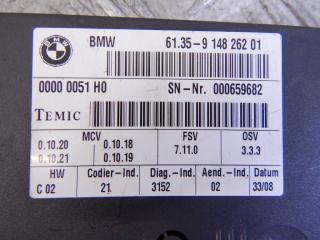 BMW
BMW 61.35-9 148 262 01
0000 0051 H0 SN-Nr. 000659682
TEMIC
MCV FSV OSV
0.10.20 0.10.18 7.11.0 3.3.3
0.10.21 0.10.19
HW Codier-Ind. Diag.-Ind. Aend.-Ind. Datum
C 02 21 3152 02 33/08